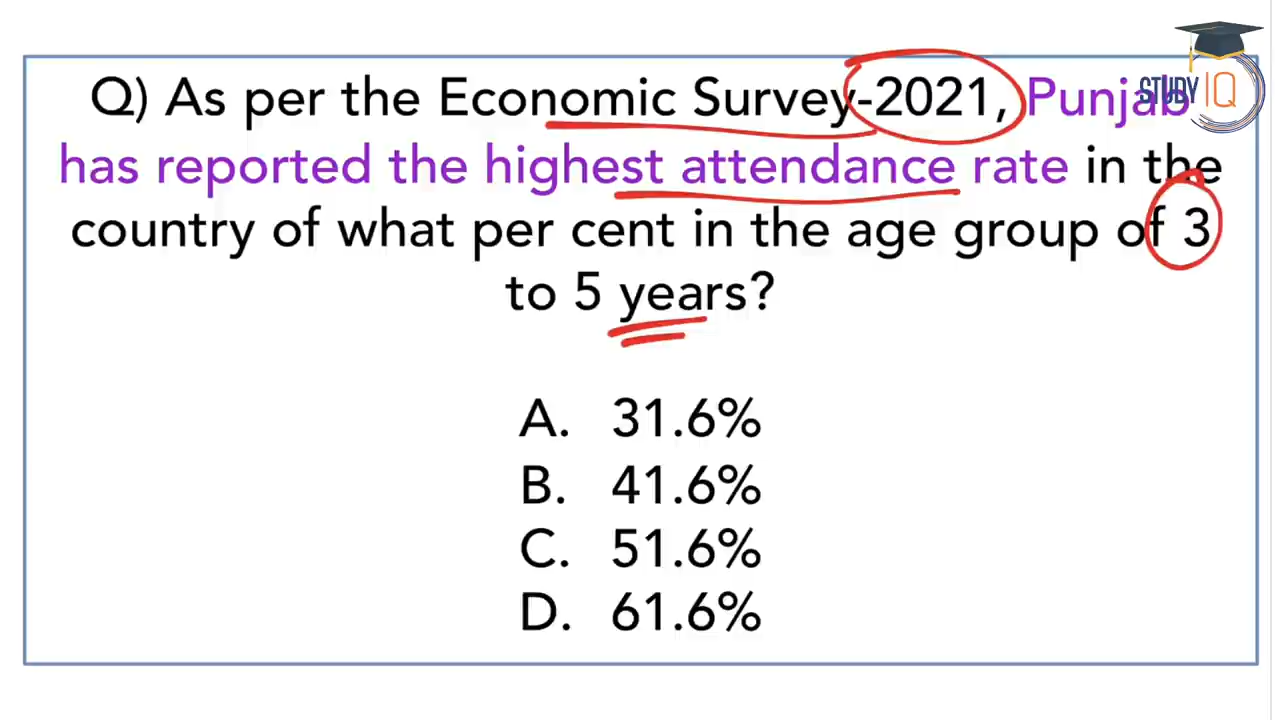 Q) As per the Economic Survey-2021, Punjab
has reported the highest attendance rate in the
country of what per cent in the age group of 3
to 5 years?
A. 31.6%
B. 41.6%
C. 51.6%
D. 61.6%
STUDY IQ